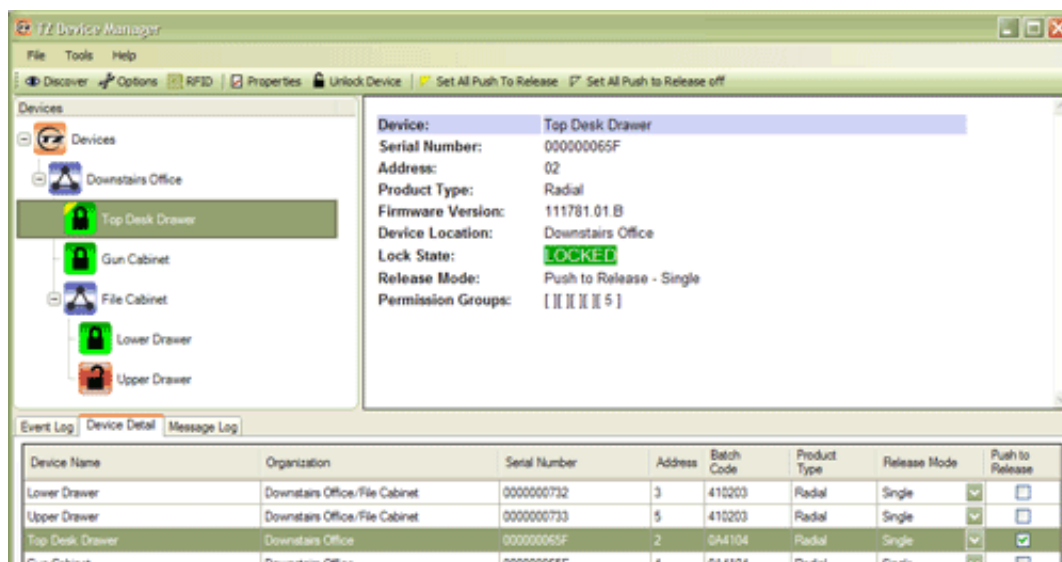 TZ Device Manager
File Tools Help
Discover Options RFID Properties Unlock Device Set All Push To Release Set All Push to Release off
Devices
TZ Devices
Downstairs Office
Top Desk Drawer
Gun Cabinet
File Cabinet
Lower Drawer
Upper Drawer
Device: Top Desk Drawer
Serial Number: 000000065F
Address: 02
Product Type: Radial
Firmware Version: 111781.01.B
Device Location: Downstairs Office
Lock State: LOCKED
Release Mode: Push to Release - Single
Permission Groups: [ ][ ][ ][ ][ 5 ]
Event Log Device Detail Message Log
Device Name Organization Serial Number Address Batch Code Product Type Release Mode Push to Release
Lower Drawer Downstairs Office/File Cabinet 0000000732 3 410203 Radial Single
Upper Drawer Downstairs Office/File Cabinet 0000000733 5 410203 Radial Single
Top Desk Drawer Downstairs Office 000000065F 2 0A4104 Radial Single